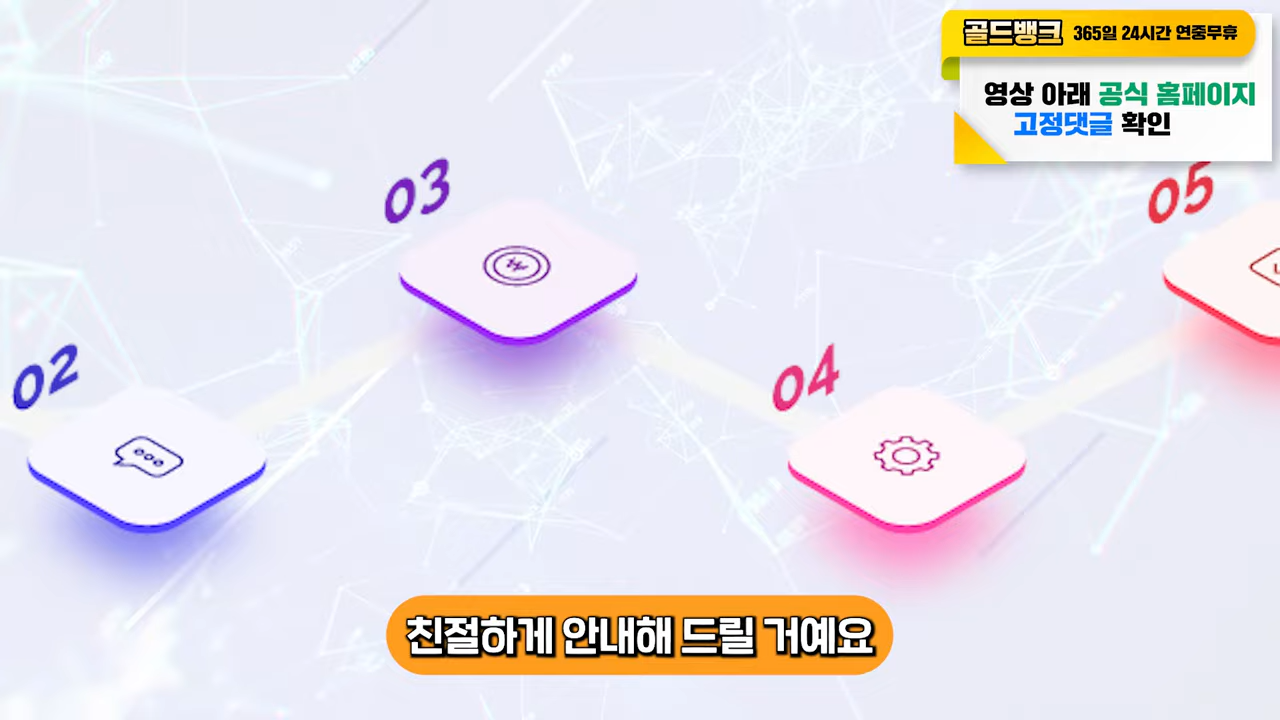 골드뱅크 365일 24시간 연중무휴
영상 아래 공식 홈페이지
고정댓글 확인
03
05
02
04
친절하게 안내해 드릴 거예요